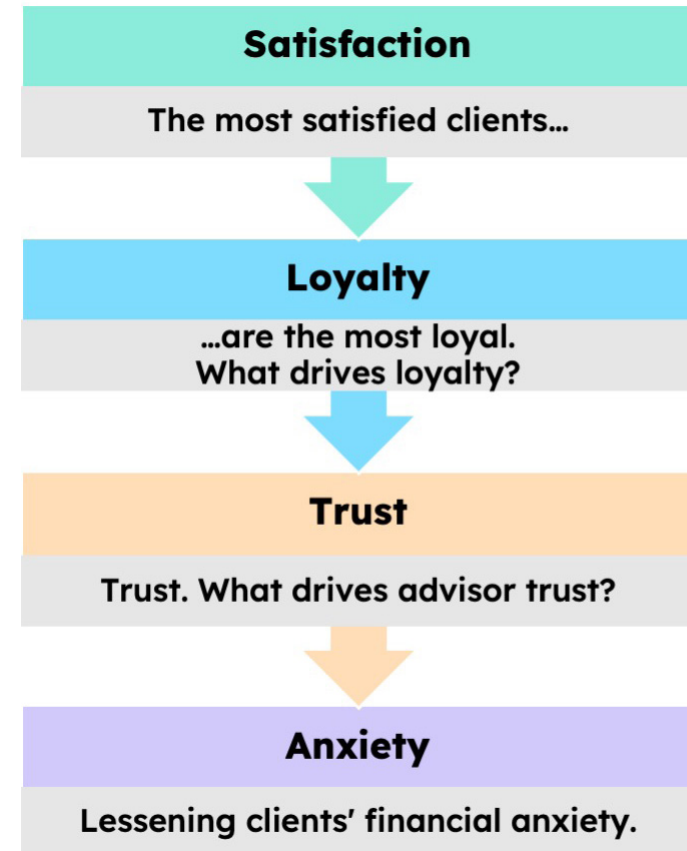 Satisfaction
The most satisfied clients…
Loyalty
…are the most loyal.
What drives loyalty?
Trust
Trust. What drives advisor trust?
Anxiety
Lessening clients' financial anxiety.